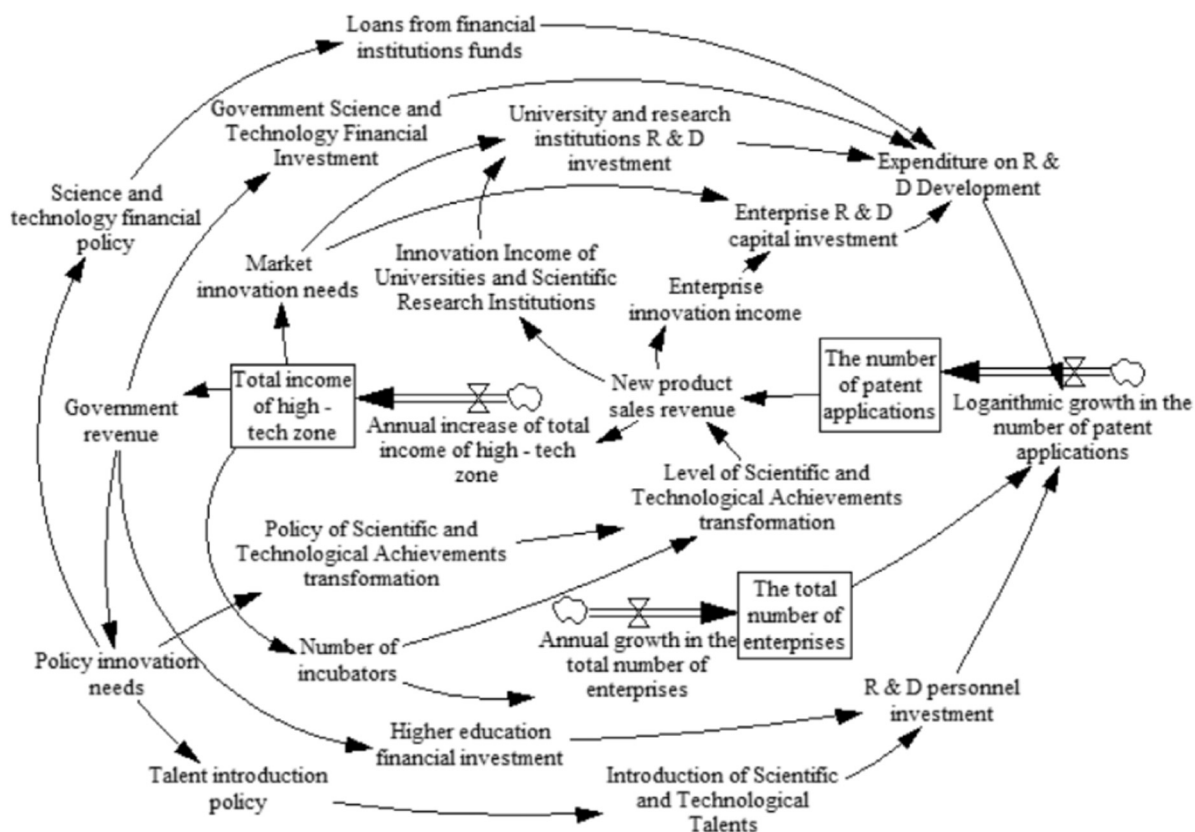 Loans from financial
institutions funds
Government Science and
Technology Financial
Investment
University and research
institutions R & D
investment
Expenditure on R &
D Development
Science and
technology financial
policy
Enterprise R & D
capital investment
Market
innovation needs
Innovation Income of
Universities and Scientific
Research Institutions
Enterprise
innovation income
Total income
of high -
tech zone
The number
of patent
applications
Government
revenue
New product
sales revenue
Annual increase of total
income of high - tech
zone
Logarithmic growth in the
number of patent
applications
Level of Scientific and
Technological Achievements
transformation
Policy of Scientific and
Technological Achievements
transformation
The total
number of
enterprises
Policy innovation
needs
Number of
incubators
Annual growth in the
total number of
enterprises
R & D personnel
investment
Higher education
financial investment
Talent introduction
policy
Introduction of Scientific
and Technological
Talents